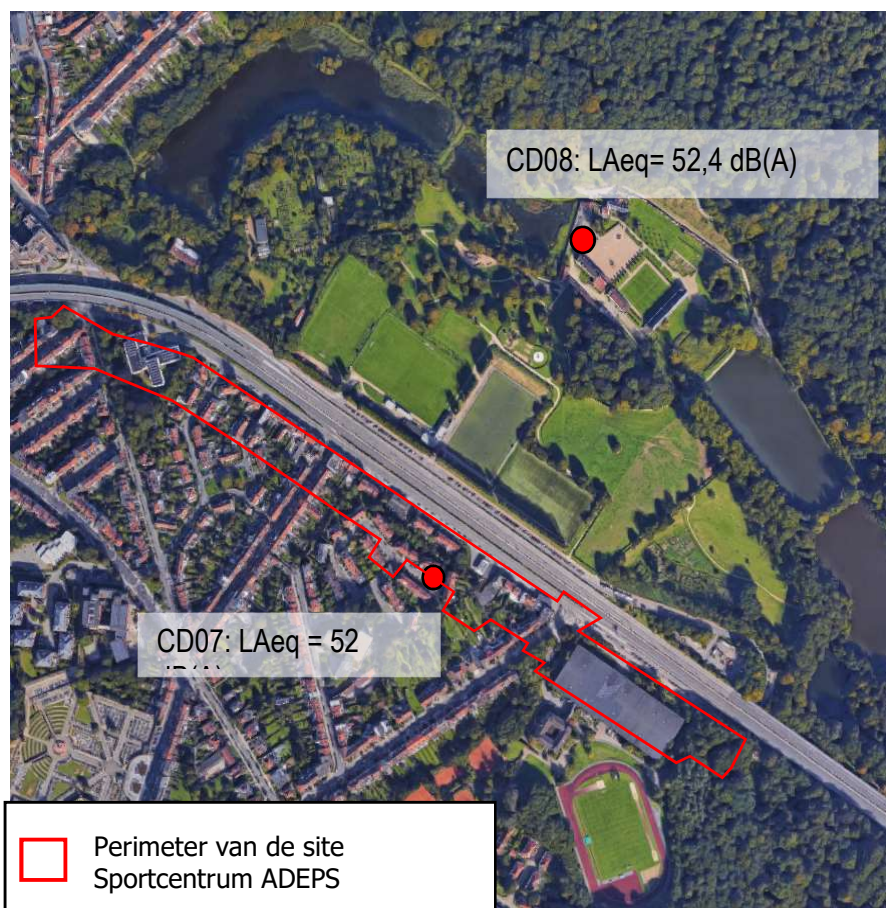 CD08: LAeq= 52,4 dB(A)
CD07: LAeq = 52
Perimeter van de site
Sportcentrum ADEPS